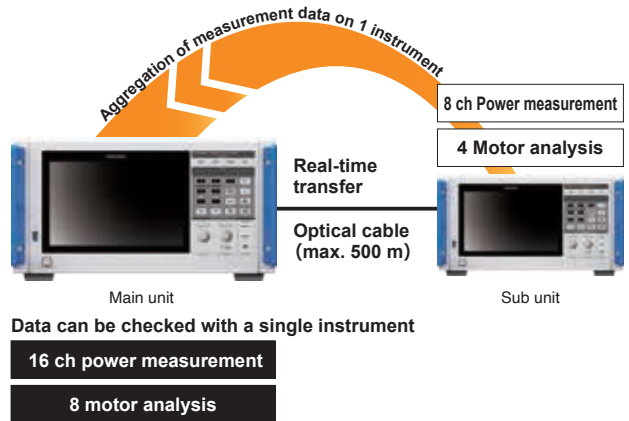 Aggregation of measurement data on 1 instrument
8 ch Power measurement
4 Motor analysis
Real-time
transfer
Optical cable
(max. 500 m)
Main unit
Sub unit
Data can be checked with a single instrument
16 ch power measurement
8 motor analysis